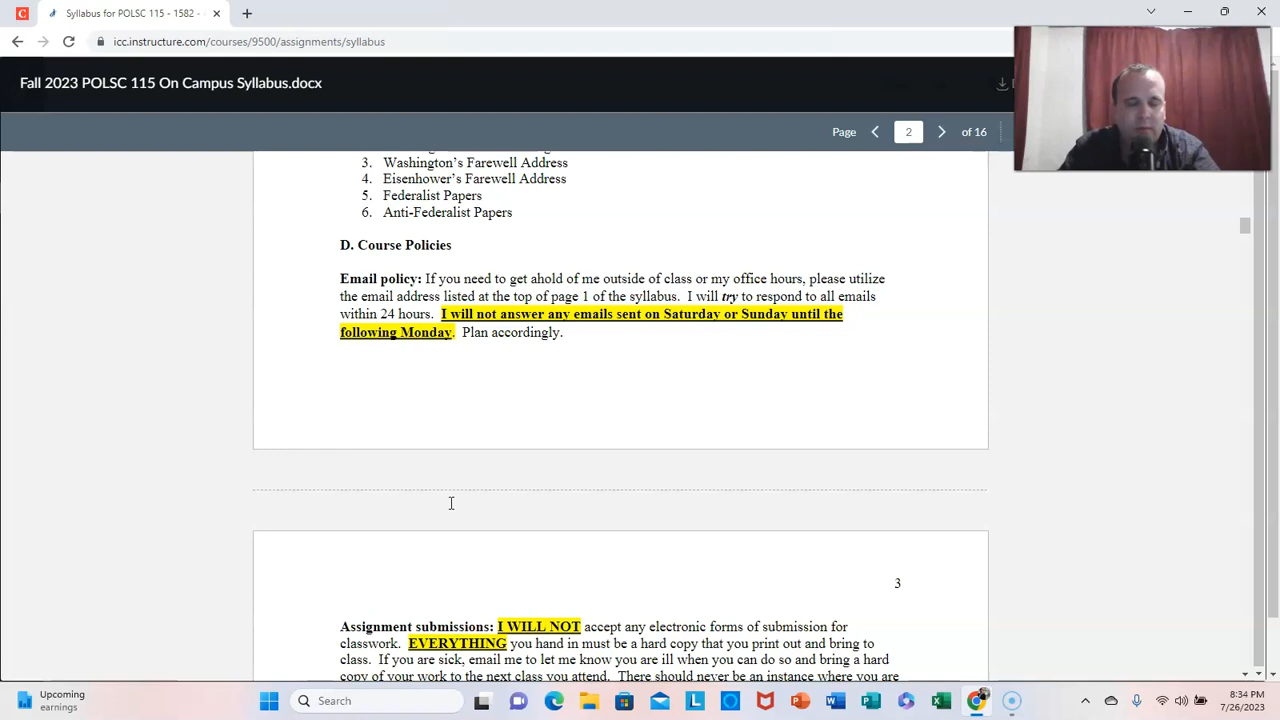 Syllabus for POLSC 115 - 1582 -
icc.instructure.com/courses/9500/assignments/syllabus
Fall 2023 POLSC 115 On Campus Syllabus.docx
Page 2 of 16
3. Washington's Farewell Address
4. Eisenhower's Farewell Address
5. Federalist Papers
6. Anti-Federalist Papers
D. Course Policies
Email policy: If you need to get ahold of me outside of class or my office hours, please utilize
the email address listed at the top of page 1 of the syllabus. I will try to respond to all emails
within 24 hours. I will not answer any emails sent on Saturday or Sunday until the
following Monday. Plan accordingly.
3
Assignment submissions: I WILL NOT accept any electronic forms of submission for
classwork. EVERYTHING you hand in must be a hard copy that you print out and bring to
class. If you are sick, email me to let me know you are ill when you can do so and bring a hard
copy of your work to the next class you attend. There should never be an instance where you are
Upcoming
earnings
Search
8:34 PM
7/26/2023